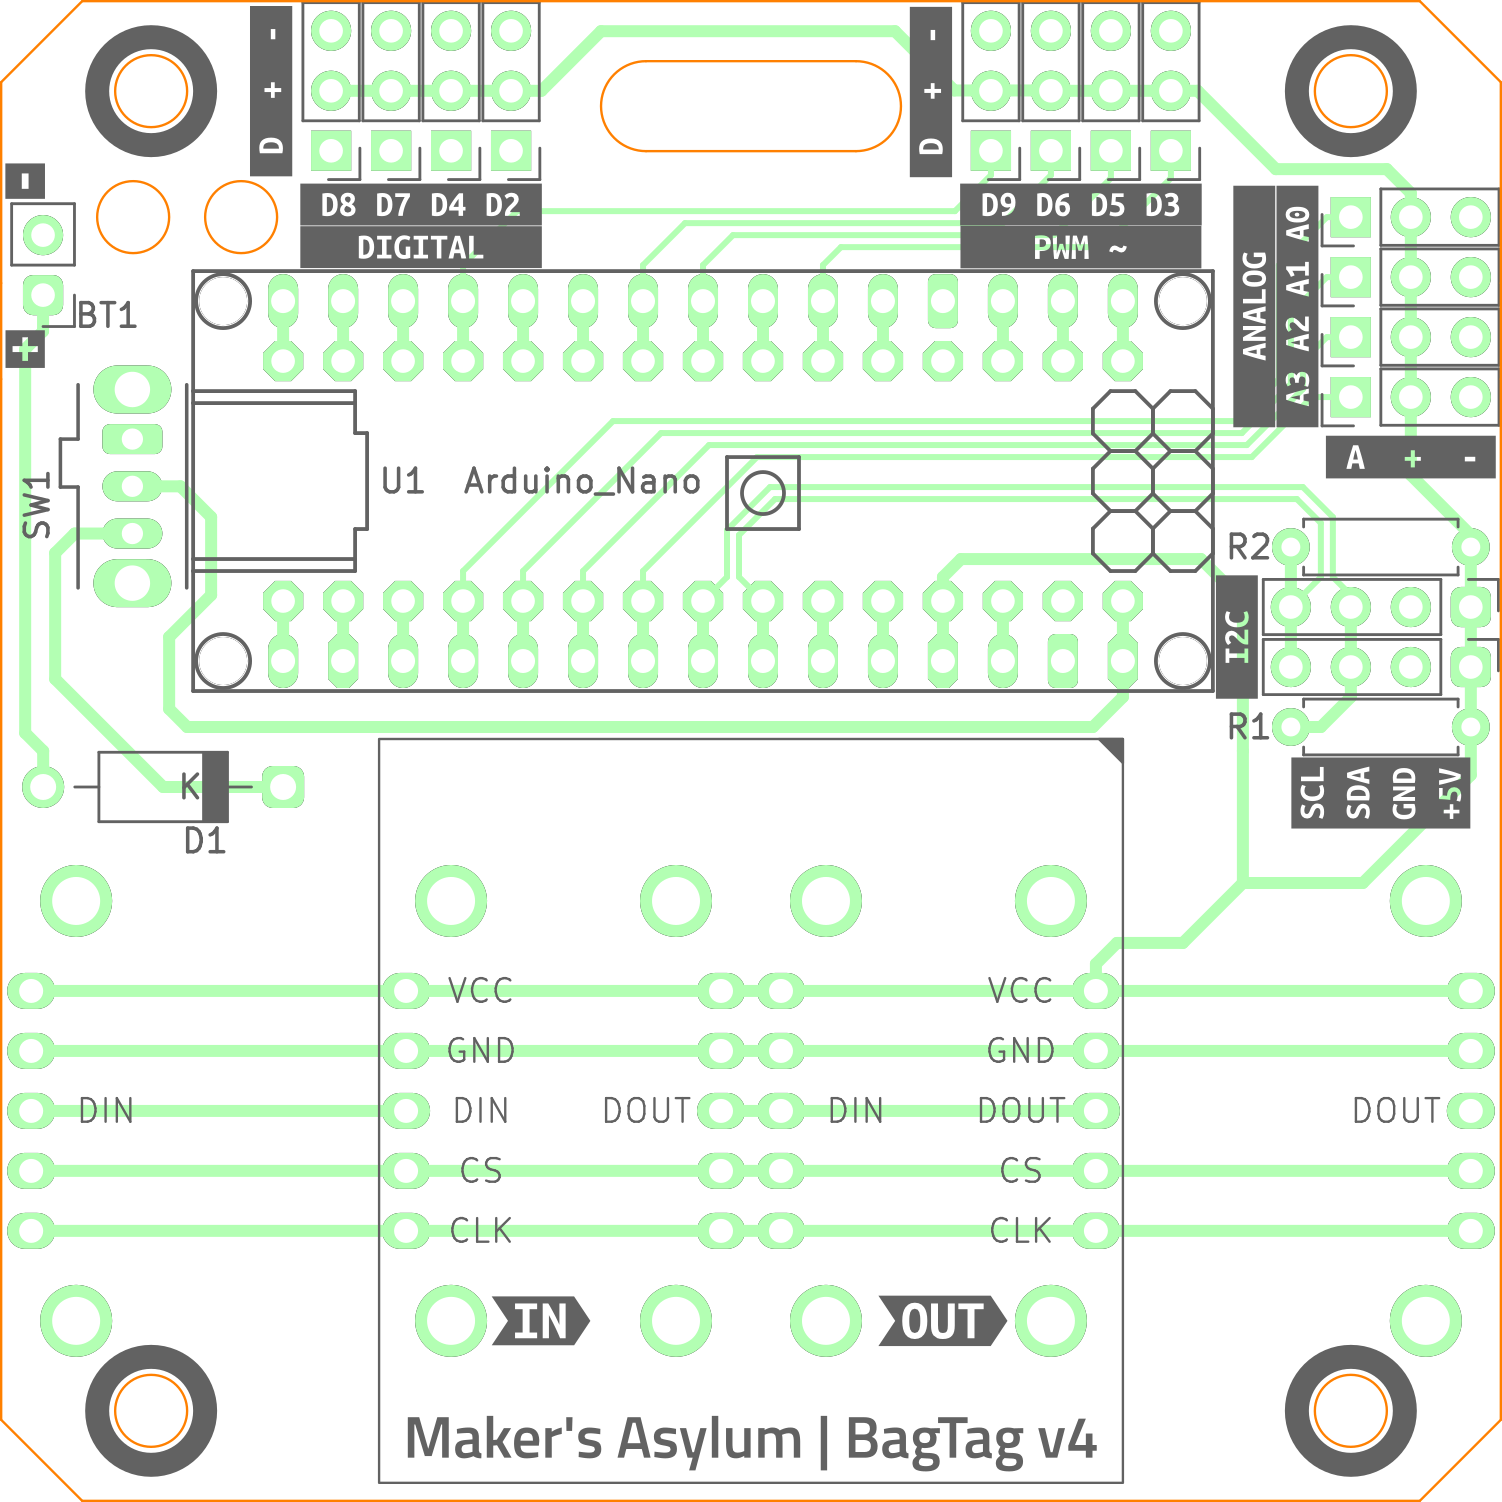 - + D
- + D
-
D8 D7 D4 D2
DIGITAL
D9 D6 D5 D3
PWM ~
ANALOG
A3 A2 A1 A0
BT1
+
A + -
SW1
U1 Arduino_Nano
R2
I2C
R1
SCL
SDA
GND
+5V
K
D1
VCC VCC
GND GND
DIN DIN DOUT DIN DOUT DOUT
CS CS
CLK CLK
IN OUT
Maker's Asylum | BagTag v4